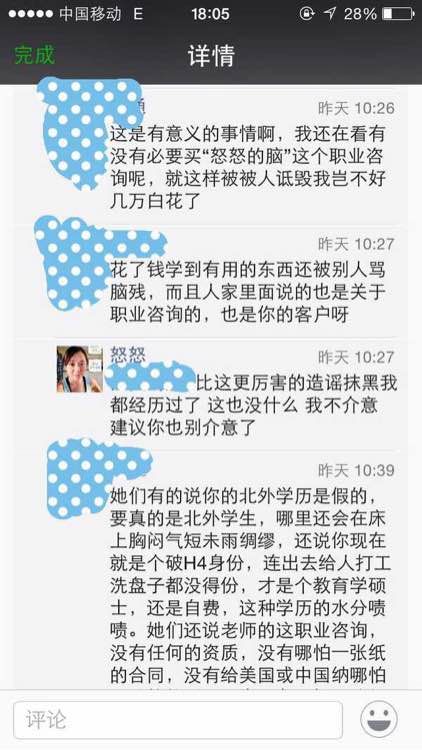 中国移动 E 18:05 28%
完成 详情
昨天 10:26
这是有意义的事情啊，我还在看有
没有必要买“怒怒的脑”这个职业咨
询呢，就这样被被人诋毁我岂不好
几万白花了
昨天 10:27
花了钱学到有用的东西还被别人骂
脑残，而且人家里面说的也是关于
职业咨询的，也是你的客户呀
怒怒 昨天 10:27
比这更厉害的造谣抹黑我
都经历过了 这也没什么 我不介意
建议你也别介意了
昨天 10:39
她们有的说你的北外学历是假的，
要真的是北外学生，哪里还会在床
上胸闷气短未雨绸缪，还说你现在
就是个破H4身份，连出去给人打工
洗盘子都没得份，才是个教育学硕
士，还是自费，这种学历的水分啧
啧。她们还说老师的这职业咨询，
没有任何的资质，没有哪怕一张纸
的合同，没有给美国或中国纳哪怕
评论